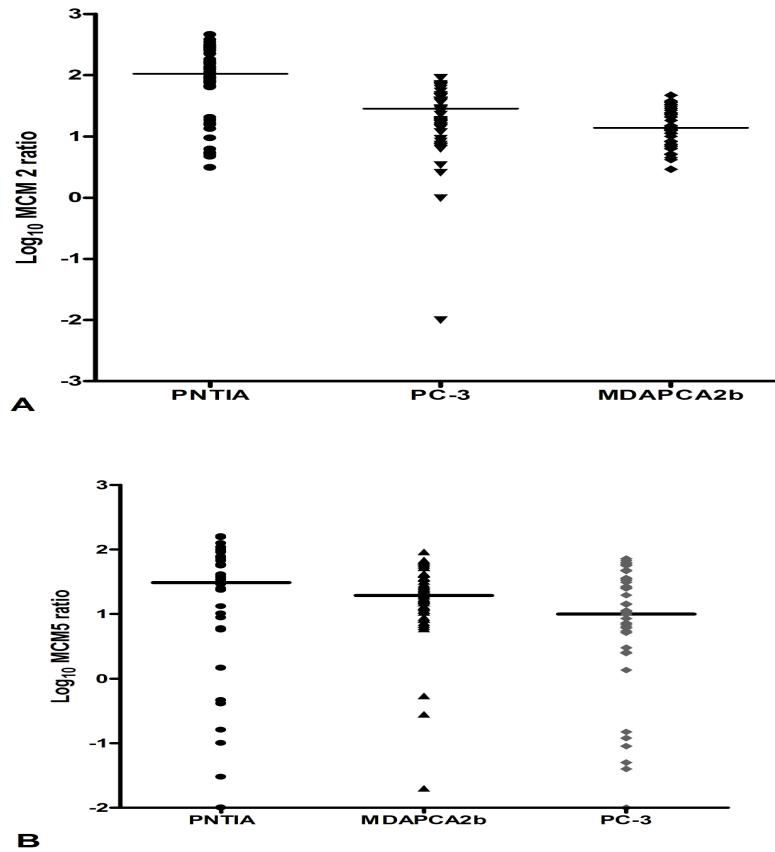 3
2
1
0
-1
-2
-3
Log10 MCM 2 ratio
PNTIA PC-3 MDAPCA2b
A
3
2
1
0
-1
-2
Log10 MCM5 ratio
PNTIA MDAPCA2b PC-3
B